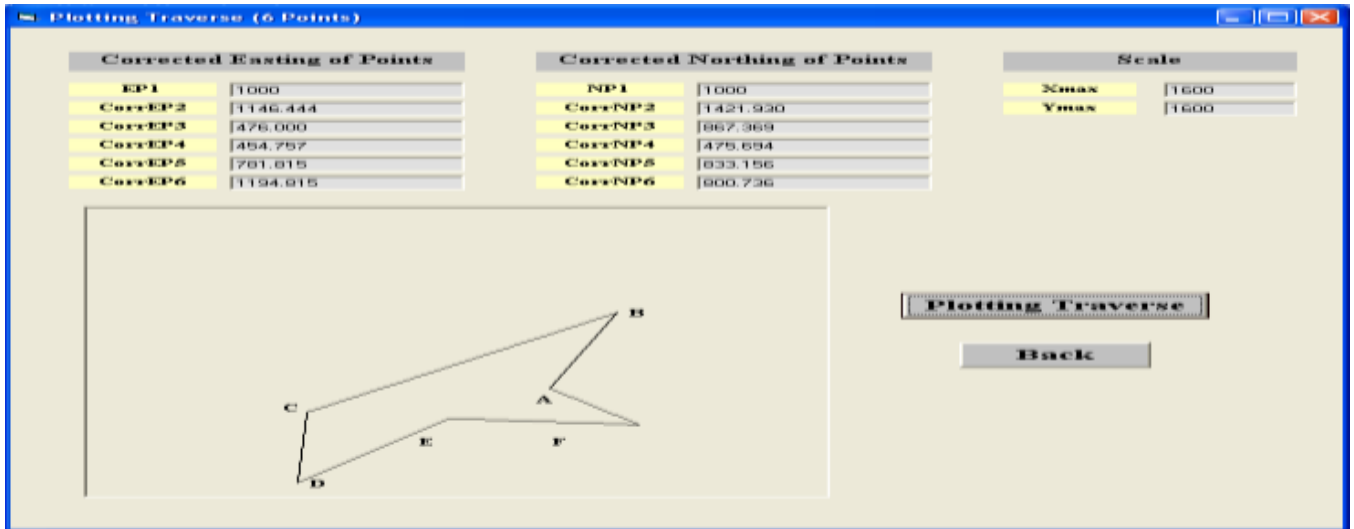 Plotting Traverse (6 Points)
Corrected Easting of Points
Corrected Northing of Points
Scale
EP1 1000 NP1 1000 Xmax 1600
CorrEP2 1146.444 CorrNP2 1421.920 Ymax 1600
CorrEP3 476.000 CorrNP3 867.369
CorrEP4 454.757 CorrNP4 475.694
CorrEP5 781.815 CorrNP5 833.156
CorrEP6 1194.815 CorrNP6 800.736
B
Plotting Traverse
Back
A
C
E
F
D